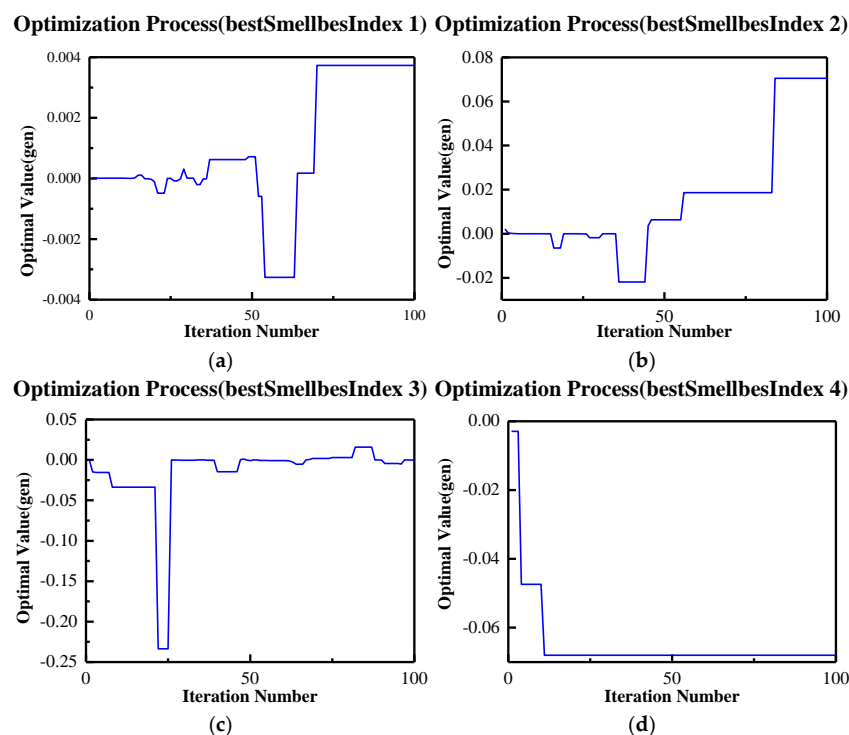 Optimization Process(bestSmellbesIndex 1) Optimization Process(bestSmellbesIndex 2)
0.004
0.002
0.000
-0.002
-0.004
Optimal Value(gen)
0
50
100
Iteration Number
(a)
0.08
0.06
0.04
0.02
0.00
-0.02
Optimal Value(gen)
0
50
100
Iteration Number
(b)
Optimization Process(bestSmellbesIndex 3) Optimization Process(bestSmellbesIndex 4)
0.05
0.00
-0.05
-0.10
-0.15
-0.20
-0.25
Optimal Value(gen)
0
50
100
Iteration Number
(c)
0.00
-0.02
-0.04
-0.06
Optimal Value(gen)
0
50
100
Iteration Number
(d)